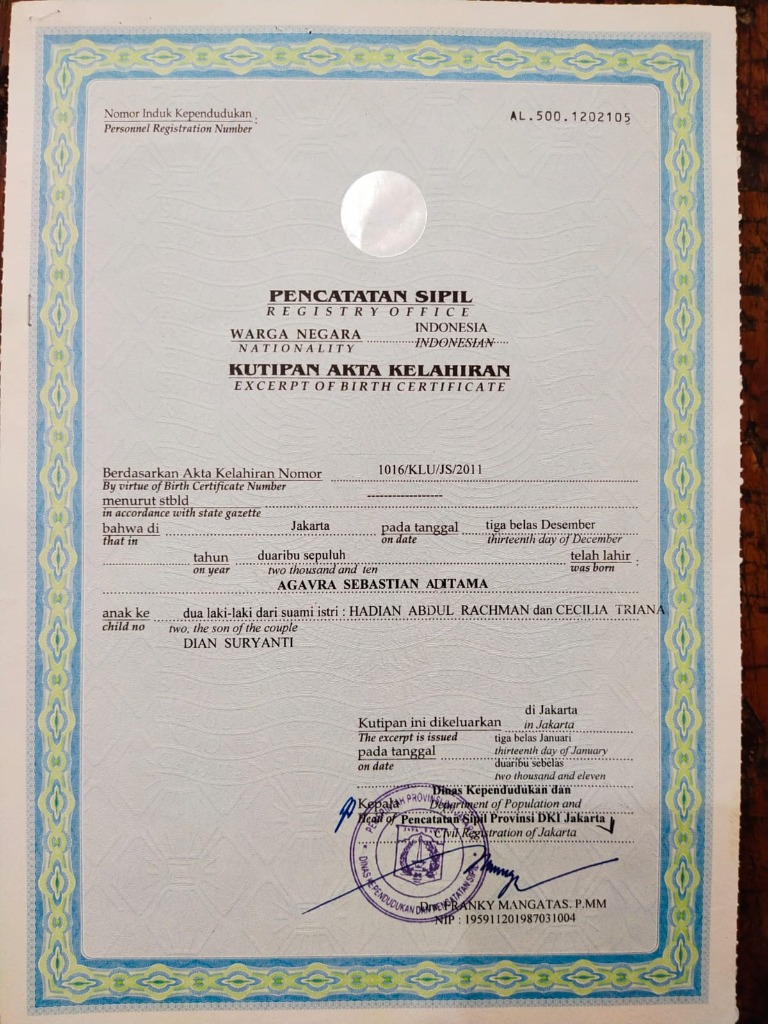 Nomor Induk Kependudukan :
Personnel Registration Number
AL.500.1202105
PENCATATAN SIPIL
REGISTRY OFFICE
WARGA NEGARA INDONESIA
NATIONALITY INDONESIAN
KUTIPAN AKTA KELAHIRAN
EXCERPT OF BIRTH CERTIFICATE
Berdasarkan Akta Kelahiran Nomor 1016/KLU/JS/2011
By virtue of Birth Certificate Number
menurut stbld ------------------
in accordance with state gazette
bahwa di Jakarta pada tanggal tiga belas Desember
that in on date thirteenth day of December
tahun duaribu sepuluh telah lahir :
on year two thousand and ten was born
AGAVRA SEBASTIAN ADITAMA
anak ke dua laki-laki dari suami istri : HADIAN ABDUL RACHMAN dan CECILIA TRIANA
child no two, the son of the couple
DIAN SURYANTI
di Jakarta
Kutipan ini dikeluarkan in Jakarta
The excerpt is issued tiga belas Januari
pada tanggal thirteenth day of January
on date duaribu sebelas
two thousand and eleven
Dinas Kependudukan dan
Kepala Department of Population and
Head of Pencatatan Sipil Provinsi DKI Jakarta
Civil Registration of Jakarta
DINAS KEPENDUDUKAN DAN PENCATATAN SIPIL
FRANKY MANGATAS. P.MM
NIP : 195911201987031004